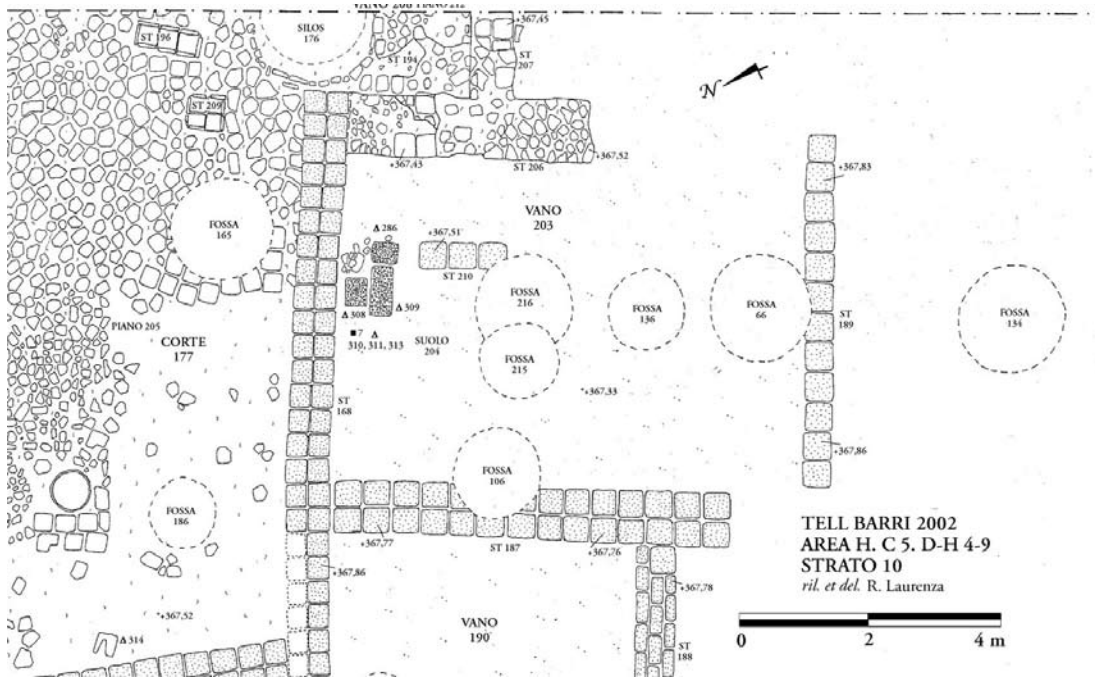 VANO 208 PIANO 212
SILOS
176
ST 196
ST 194
+367,45
ST
207
N
ST 209
+367,43
ST 206
+367,52
+367,83
FOSSA
165
VANO
203
Δ 286
+367,51
ST 210
FOSSA
216
FOSSA
136
FOSSA
66
FOSSA
134
Δ 308
Δ 309
■7 Δ
310, 311, 313
SUOLO
204
FOSSA
215
ST
189
PIANO 205
CORTE
177
+367,33
ST
168
+367,86
FOSSA
106
FOSSA
186
+367,77
ST 187
+367,76
+367,86
+367,78
+367,52
Δ 314
VANO
190
ST
188
TELL BARRI 2002
AREA H. C 5. D-H 4-9
STRATO 10
ril. et del. R. Laurenza
0 2 4 m